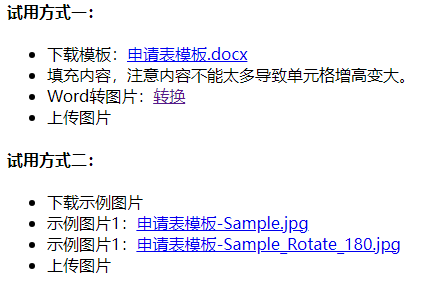 试用方式一：
下载模板：申请表模板.docx
填充内容，注意内容不能太多导致单元格增高变大。
Word转图片：转换
上传图片
试用方式二：
下载示例图片
示例图片1：申请表模板-Sample.jpg
示例图片1：申请表模板-Sample_Rotate_180.jpg
上传图片